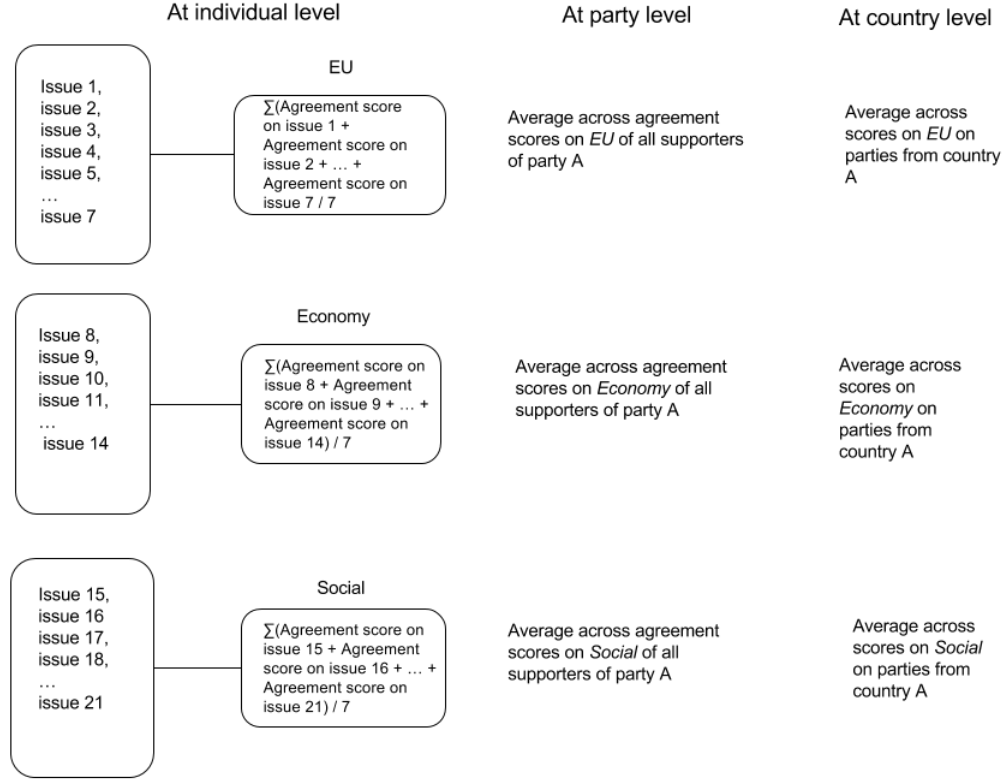 At individual level
At party level
At country level
Issue 1,
issue 2,
issue 3,
issue 4,
issue 5,
…
issue 7
EU
∑(Agreement score
on issue 1 +
Agreement score on
issue 2 + … +
Agreement score on
issue 7 / 7
Average across agreement
scores on EU of all supporters
of party A
Average across
scores on EU on
parties from country
A
Issue 8,
issue 9,
issue 10,
issue 11,
…
issue 14
Economy
∑(Agreement score on
issue 8 + Agreement
score on issue 9 + … +
Agreement score on
issue 14) / 7
Average across agreement
scores on Economy of all
supporters of party A
Average across
scores on
Economy on
parties from
country A
Issue 15,
issue 16
issue 17,
issue 18,
…
issue 21
Social
∑(Agreement score on
issue 15 + Agreement
score on issue 16 + … +
Agreement score on
issue 21) / 7
Average across agreement
scores on Social of all
supporters of party A
Average across
scores on Social
on parties from
country A